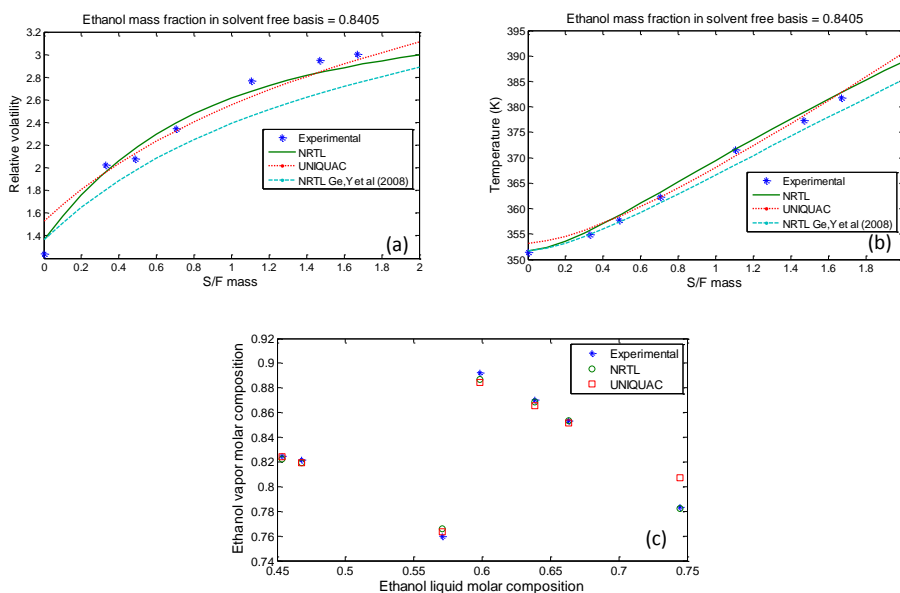 Ethanol mass fraction in solvent free basis = 0.8405
3.2
3
2.8
2.6
2.4
2.2
2
1.8
1.6
1.4
Relative volatility
Experimental
NRTL
UNIQUAC
NRTL Ge,Y et al (2008)
(a)
0 0.2 0.4 0.6 0.8 1 1.2 1.4 1.6 1.8 2
S/F mass
Ethanol mass fraction in solvent free basis = 0.8405
395
390
385
380
375
370
365
360
355
350
Temperature (K)
Experimental
NRTL
UNIQUAC
NRTL Ge,Y et al (2008)
(b)
0 0.2 0.4 0.6 0.8 1 1.2 1.4 1.6 1.8
S/F mass
0.92
0.9
0.88
0.86
0.84
0.82
0.8
0.78
0.76
0.74
Ethanol vapor molar composition
Experimental
NRTL
UNIQUAC
(c)
0.45 0.5 0.55 0.6 0.65 0.7 0.75
Ethanol liquid molar composition